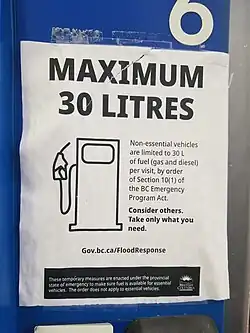 6
MAXIMUM
30 LITRES
Non-essential vehicles
are limited to 30 L
of fuel (gas and diesel)
per visit, by order
of Section 10(1) of
the BC Emergency
Program Act.
Consider others.
Take only what you
need.
Gov.bc.ca/FloodResponse
These temporary measures are enacted under the provincial
state of emergency to make sure fuel is available for essential
vehicles. The order does not apply to essential vehicles.
BRITISH
COLUMBIA